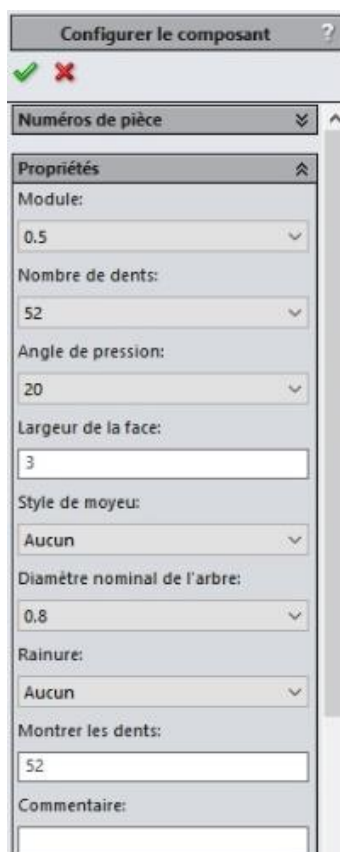 Configurer le composant
?
Numéros de pièce
Propriétés
Module:
0.5
Nombre de dents:
52
Angle de pression:
20
Largeur de la face:
3
Style de moyeu:
Aucun
Diamètre nominal de l'arbre:
0.8
Rainure:
Aucun
Montrer les dents:
52
Commentaire: